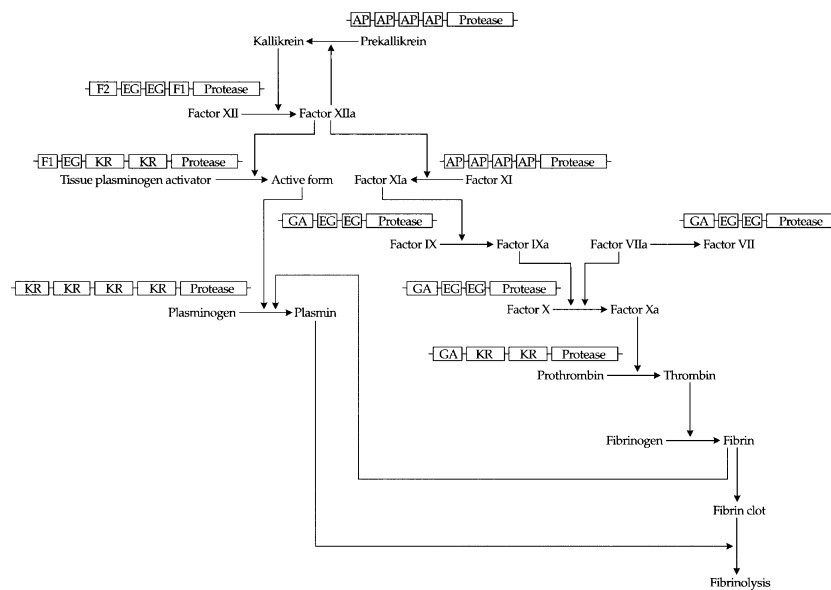 AP AP AP AP Protease
Kallikrein Prekallikrein
F2 EG EG F1 Protease
Factor XII Factor XIIa
F1 EG KR KR Protease
AP AP AP AP Protease
Tissue plasminogen activator Active form Factor XIa Factor XI
GA EG EG Protease
GA EG EG Protease
Factor IX Factor IXa Factor VIIa Factor VII
KR KR KR KR Protease
GA EG EG Protease
Plasminogen Plasmin Factor X Factor Xa
GA KR KR Protease
Prothrombin Thrombin
Fibrinogen Fibrin
Fibrin clot
Fibrinolysis